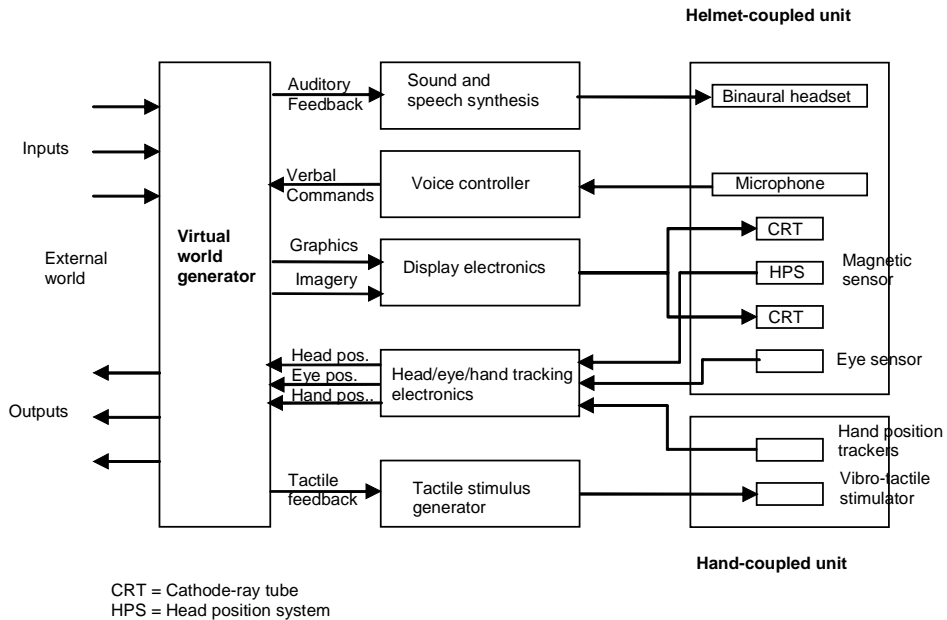 Helmet-coupled unit
Auditory
Feedback
Sound and
speech synthesis
Binaural headset
Inputs
Verbal
Commands
Voice controller
Microphone
External
world
Virtual
world
generator
Graphics
Imagery
Display electronics
CRT
HPS
CRT
Magnetic
sensor
Eye sensor
Head pos.
Eye pos.
Hand pos..
Head/eye/hand tracking
electronics
Outputs
Hand position
trackers
Tactile
feedback
Tactile stimulus
generator
Vibro-tactile
stimulator
Hand-coupled unit
CRT = Cathode-ray tube
HPS = Head position system